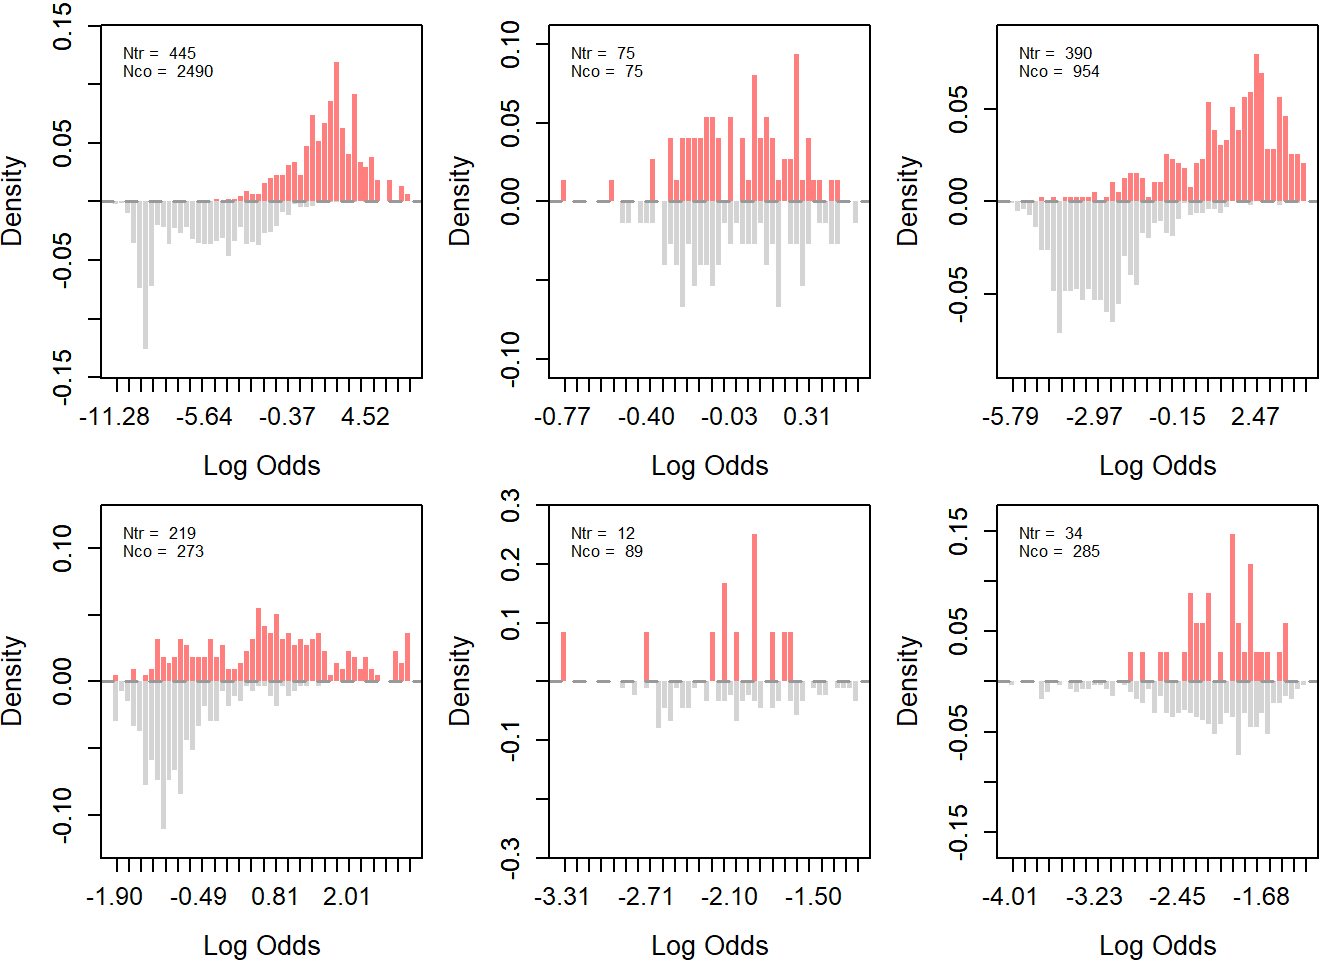 0.15
0.05
-0.05
-0.15
Density
Ntr = 445
Nco = 2490
-11.28 -5.64 -0.37 4.52
Log Odds
0.10
0.05
0.00
-0.10
Density
Ntr = 75
Nco = 75
-0.77 -0.40 -0.03 0.31
Log Odds
0.05
0.00
-0.05
Density
Ntr = 390
Nco = 954
-5.79 -2.97 -0.15 2.47
Log Odds
0.10
0.00
-0.10
Density
Ntr = 219
Nco = 273
-1.90 -0.49 0.81 2.01
Log Odds
0.3
0.2
0.1
-0.1
-0.3
Density
Ntr = 12
Nco = 89
-3.31 -2.71 -2.10 -1.50
Log Odds
0.15
0.05
-0.05
-0.15
Density
Ntr = 34
Nco = 285
-4.01 -3.23 -2.45 -1.68
Log Odds